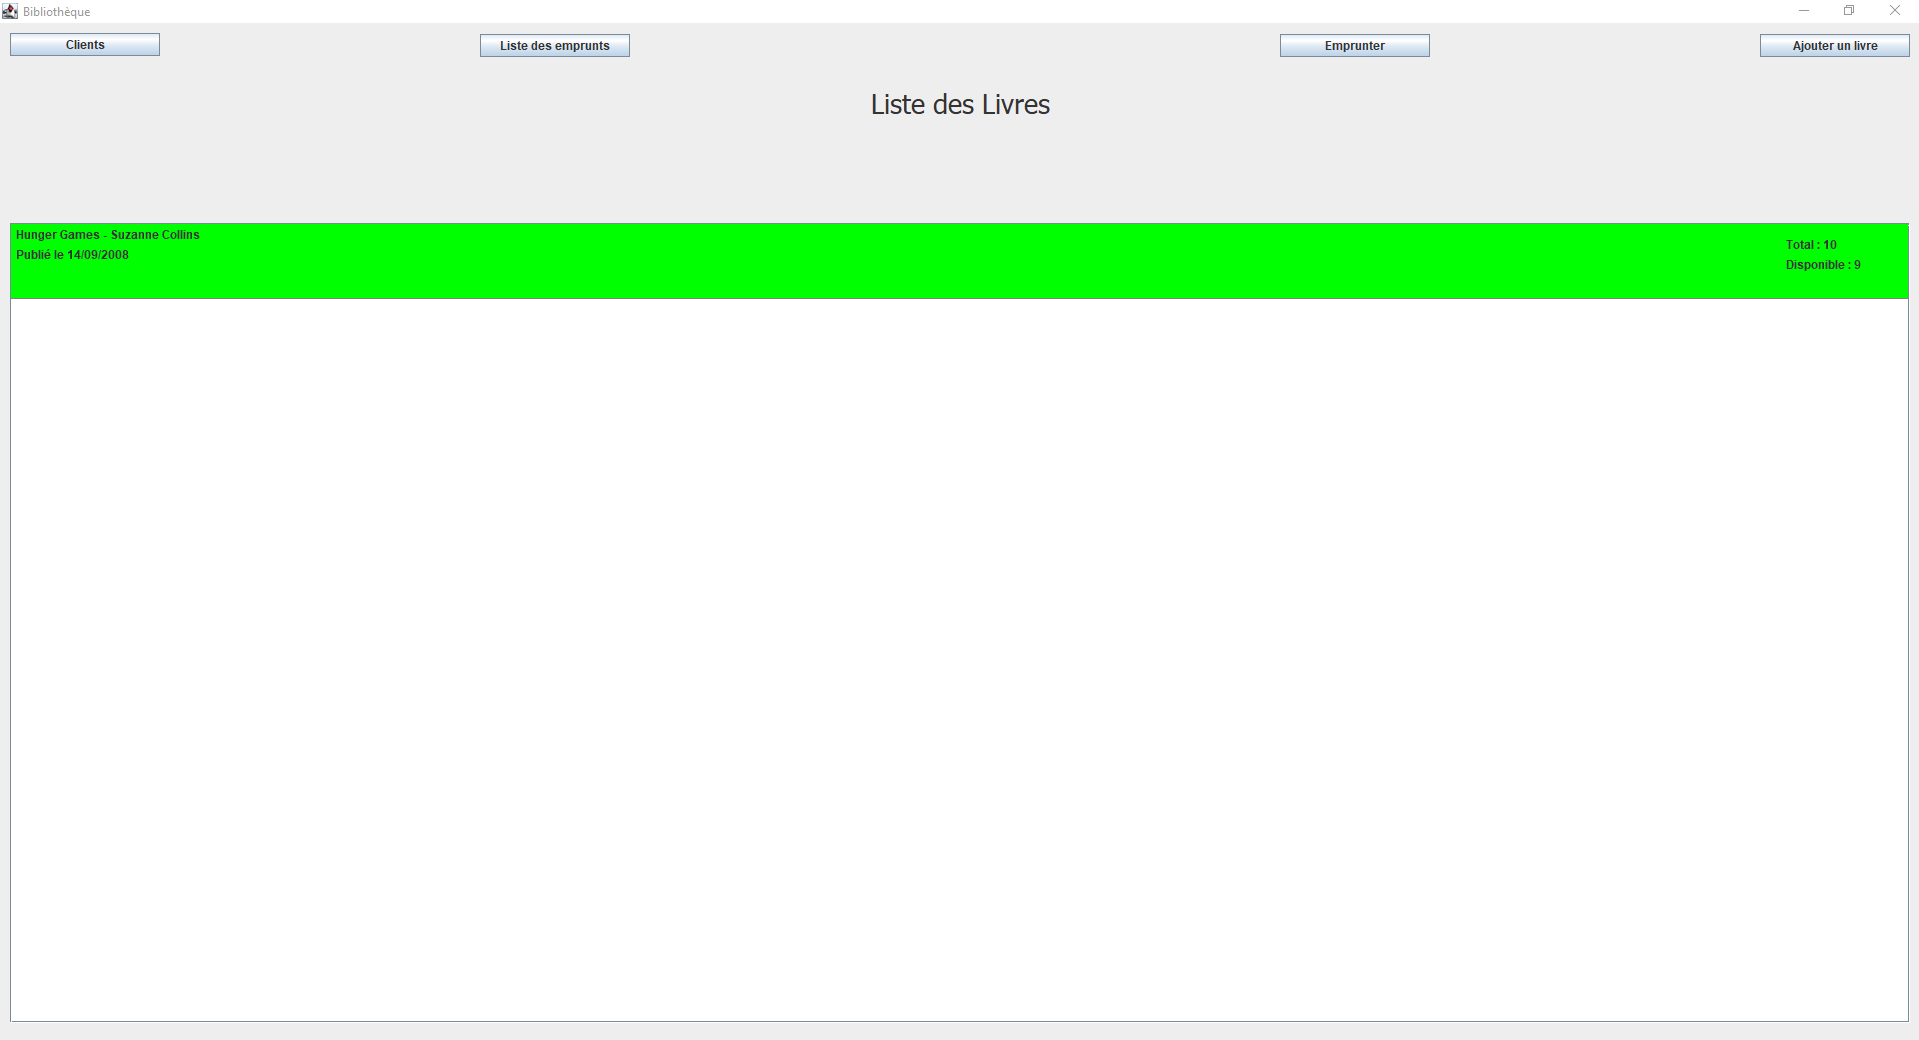 Bibliothèque
Clients
Liste des emprunts
Emprunter
Ajouter un livre
Liste des Livres
Hunger Games - Suzanne Collins
Publié le 14/09/2008
Total : 10
Disponible : 9